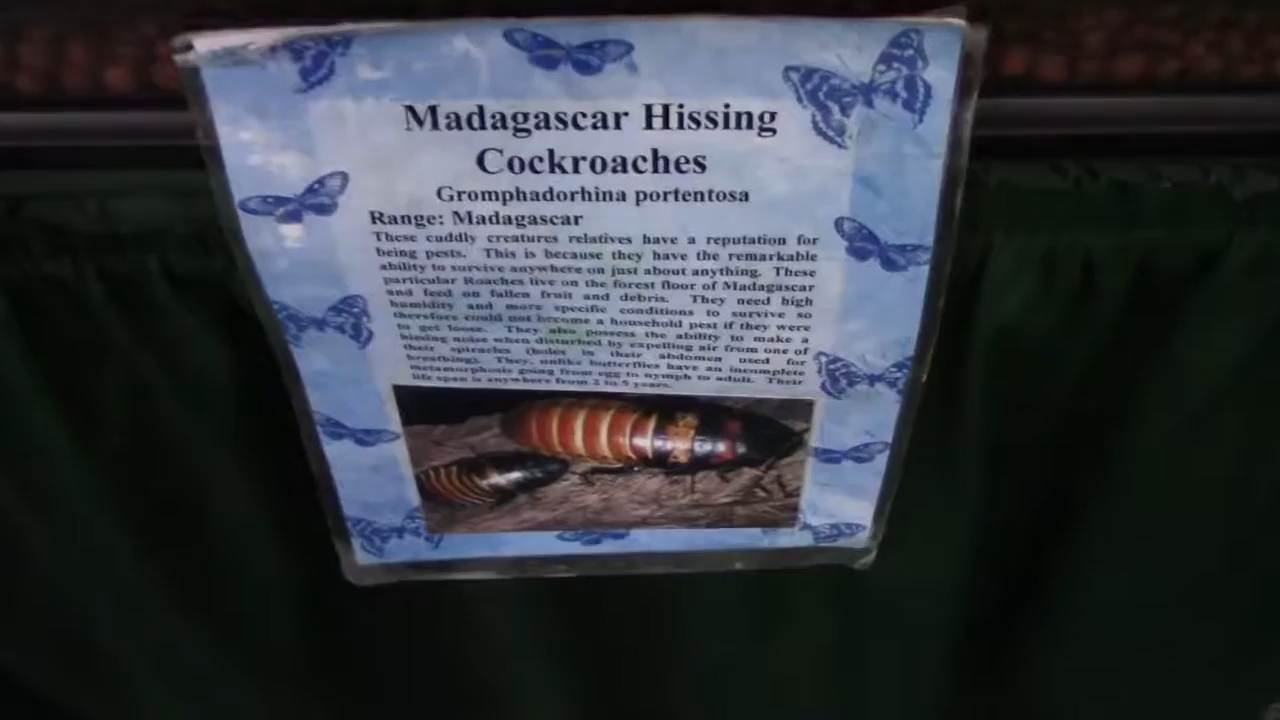 Madagascar Hissing
Cockroaches
Gromphadorhina portentosa
Range: Madagascar
These cuddly creatures relatives have a reputation for
being pests. This is because they have the remarkable
ability to survive anywhere on just about anything. These
particular Roaches live on the forest floor of Madagascar
and feed on fallen fruit and debris. They need high
humidity and more specific conditions to survive so
therefore could not become a household pest if they were
to get loose. They also possess the ability to make a
hissing noise when disturbed by expelling air from one of
their spiracles (holes in their abdomen used for
breathing). They, unlike butterflies have an incomplete
metamorphosis going from egg to nymph to adult. Their
life span is anywhere from 2 to 5 years.